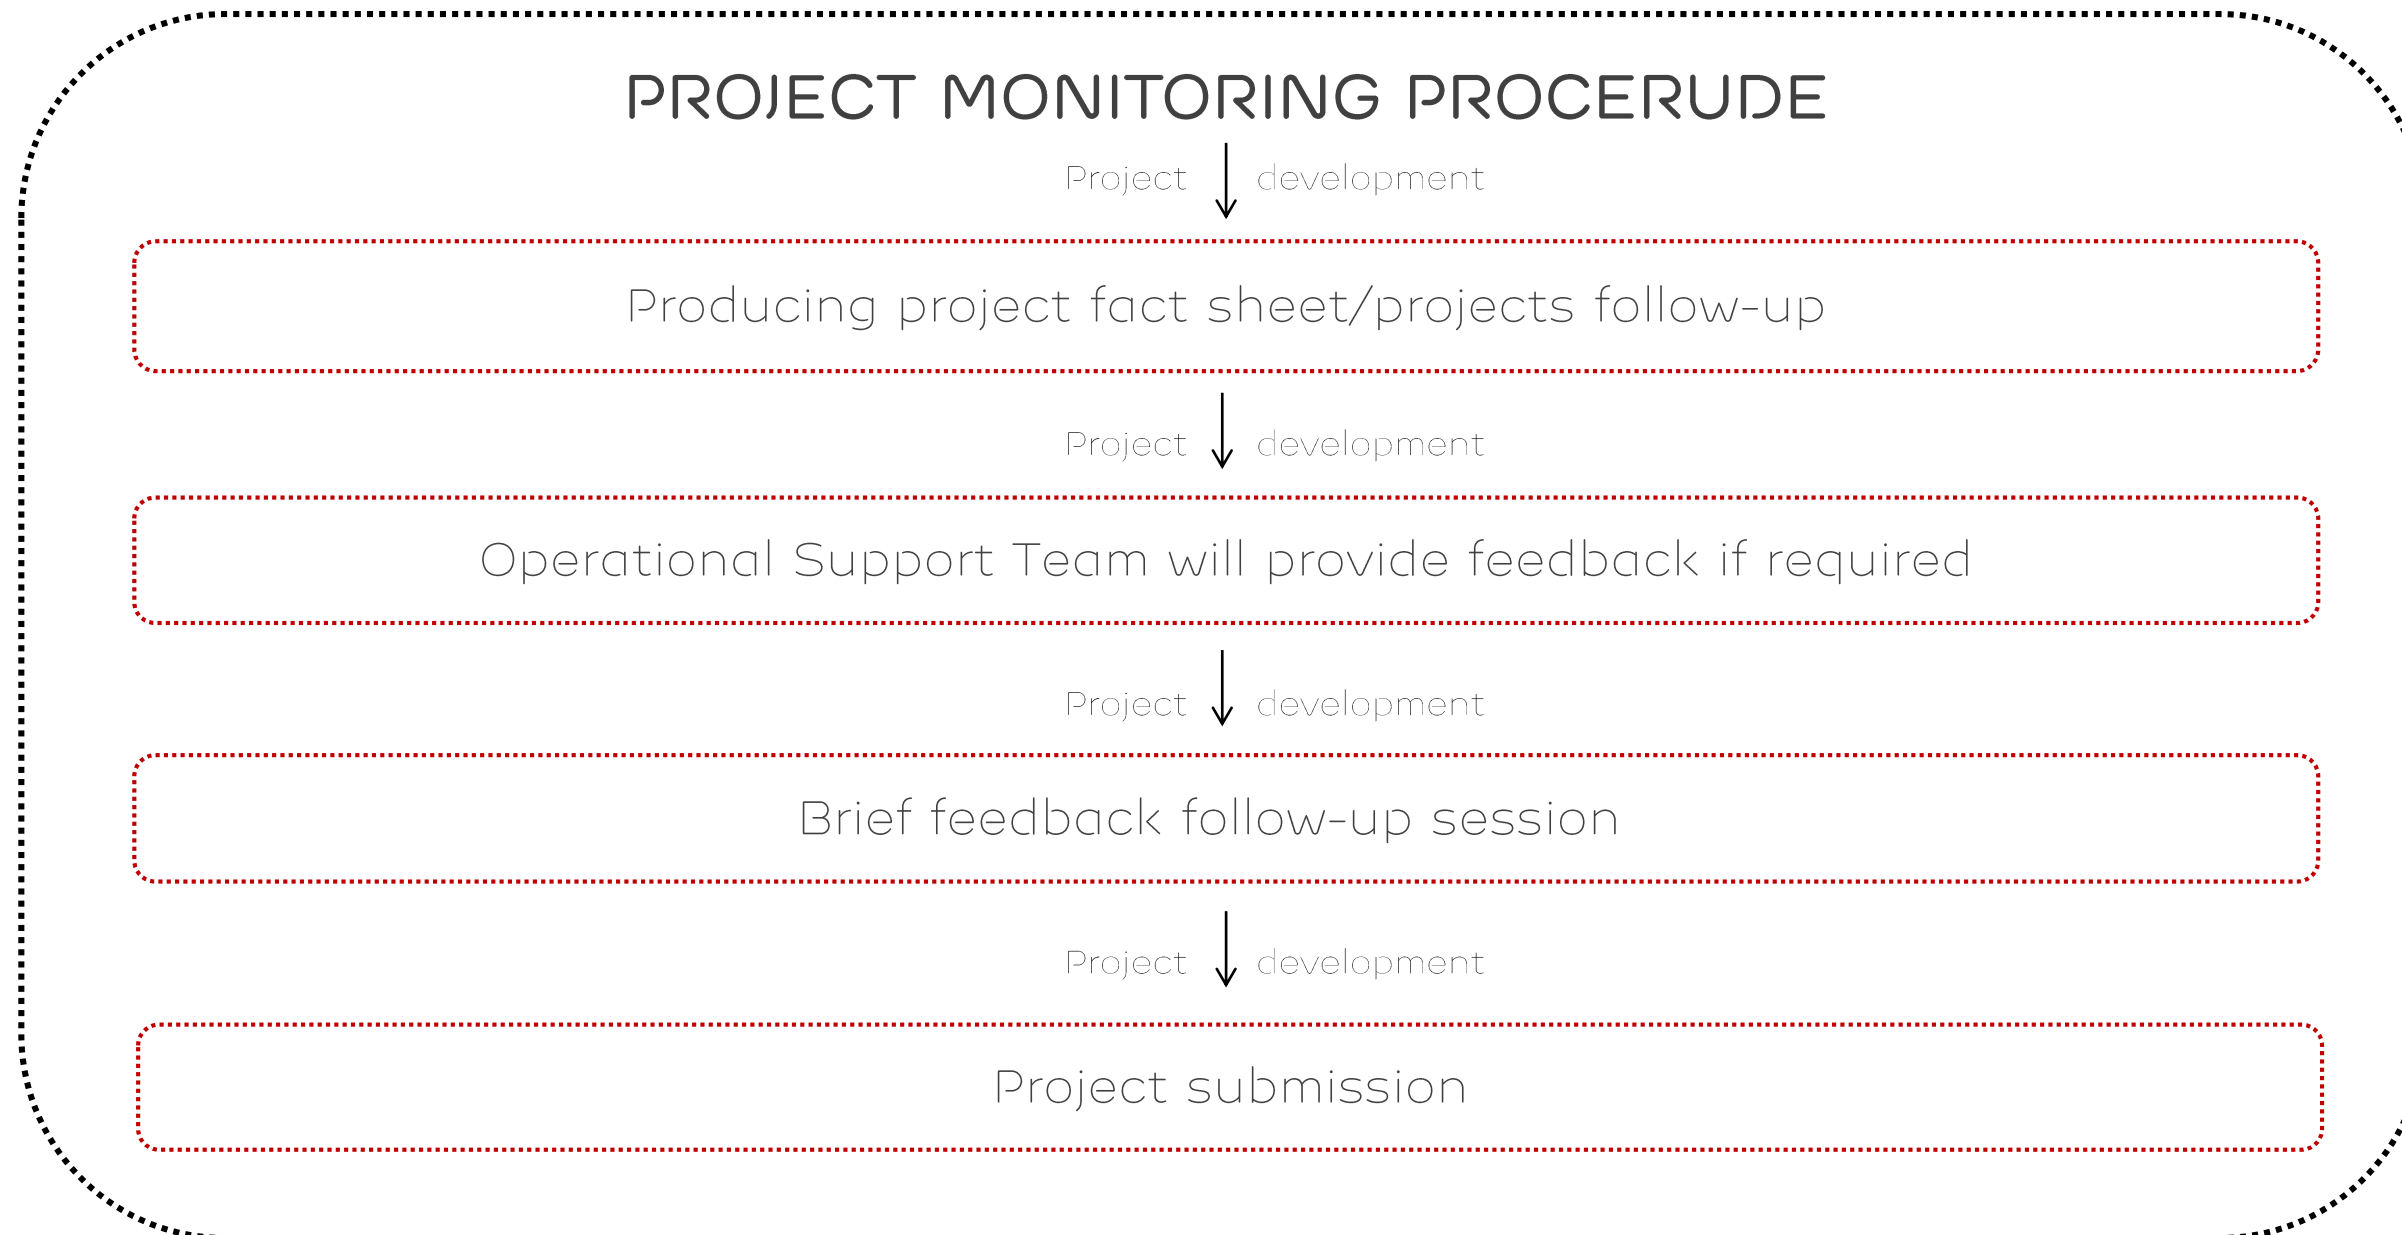 PROJECT MONITORING PROCERUDE
Project development
Producing project fact sheet/projects follow-up
Project development
Operational Support Team will provide feedback if required
Project development
Brief feedback follow-up session
Project development
Project submission